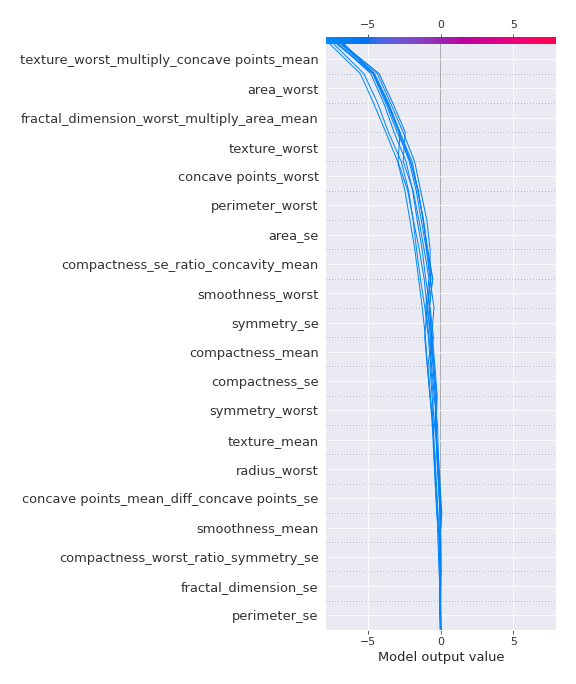 −5 0 5
texture_worst_multiply_concave points_mean
area_worst
fractal_dimension_worst_multiply_area_mean
texture_worst
concave points_worst
perimeter_worst
area_se
compactness_se_ratio_concavity_mean
smoothness_worst
symmetry_se
compactness_mean
compactness_se
symmetry_worst
texture_mean
radius_worst
concave points_mean_diff_concave points_se
smoothness_mean
compactness_worst_ratio_symmetry_se
fractal_dimension_se
perimeter_se
−5 0 5
Model output value